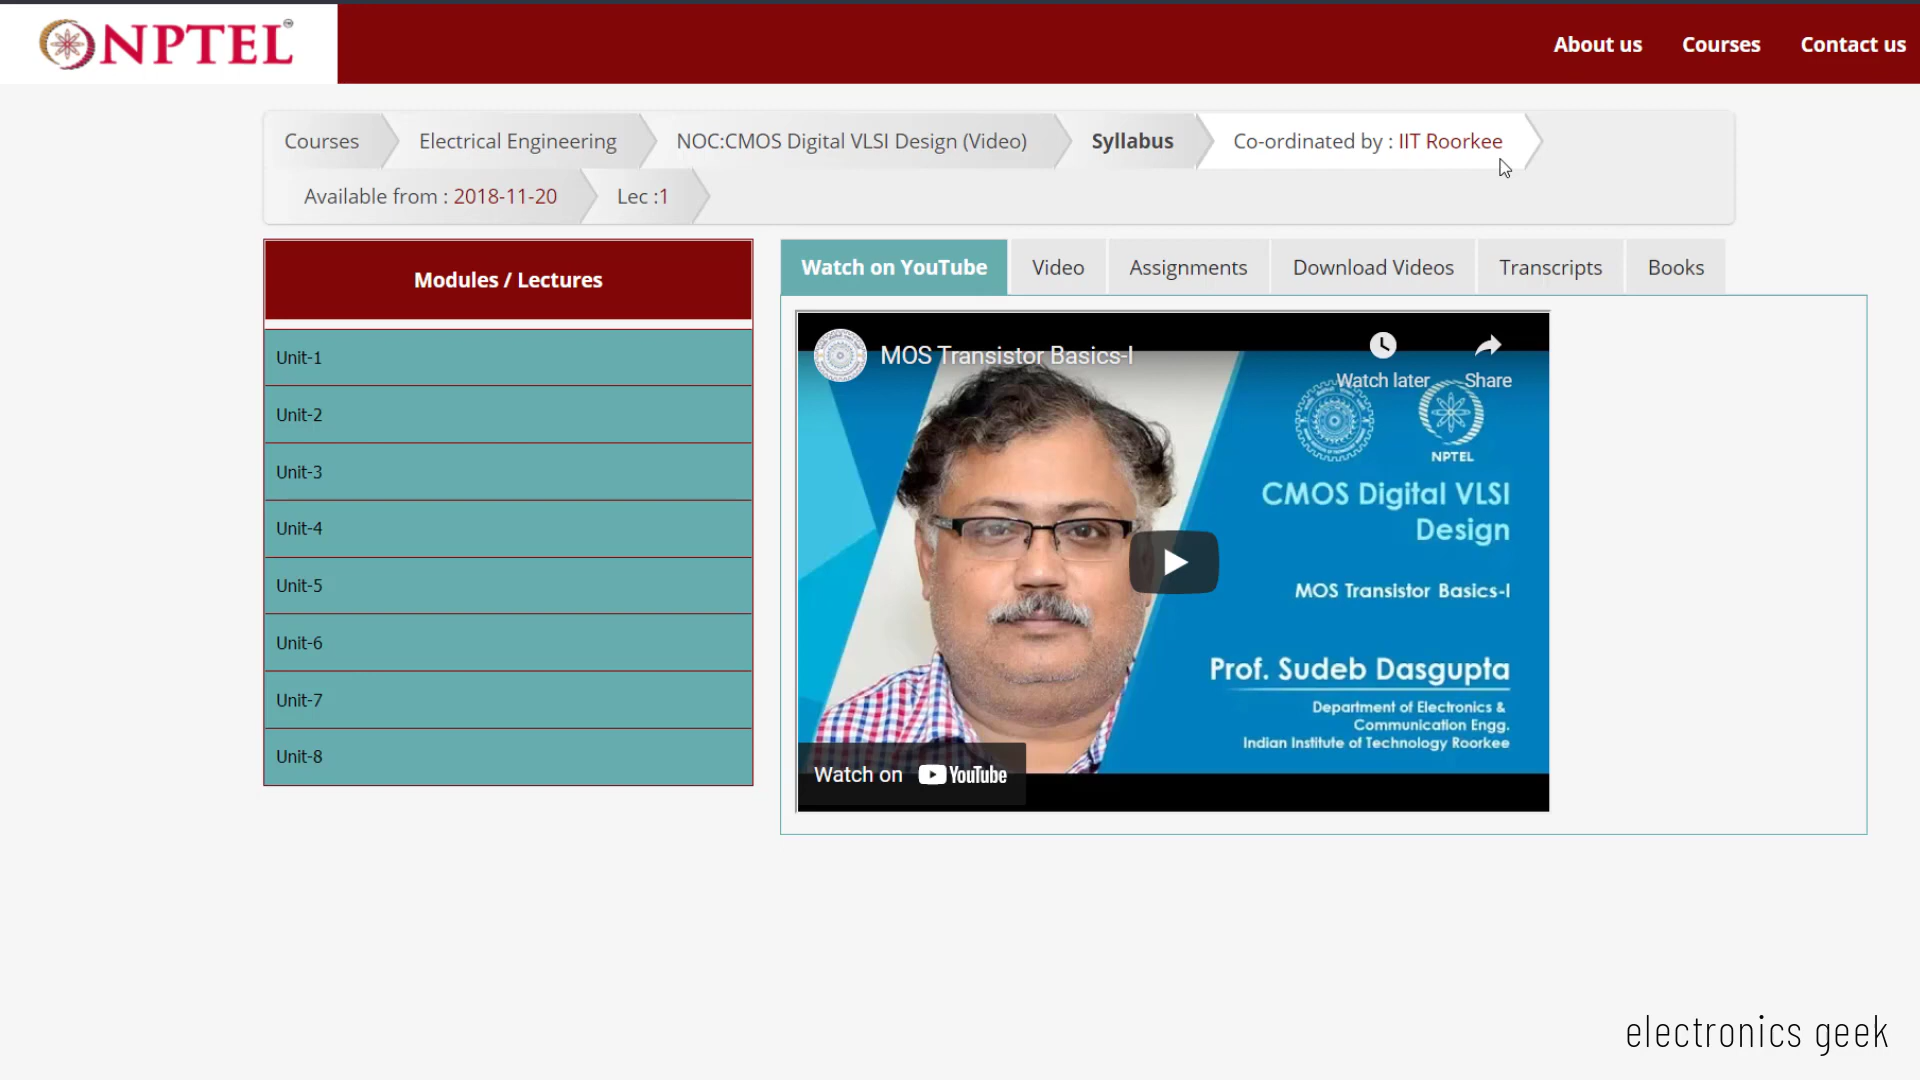 NPTEL
About us
Courses
Contact us
Courses
Electrical Engineering
NOC:CMOS Digital VLSI Design (Video)
Syllabus
Co-ordinated by : IIT Roorkee
Available from : 2018-11-20
Lec :1
Modules / Lectures
Unit-1
Unit-2
Unit-3
Unit-4
Unit-5
Unit-6
Unit-7
Unit-8
Watch on YouTube
Video
Assignments
Download Videos
Transcripts
Books
MOS Transistor Basics-I
Watch later
Share
NPTEL
CMOS Digital VLSI
Design
MOS Transistor Basics-I
Prof. Sudeb Dasgupta
Department of Electronics &
Communication Engg.
Indian Institute of Technology Roorkee
Watch on YouTube
electronics geek